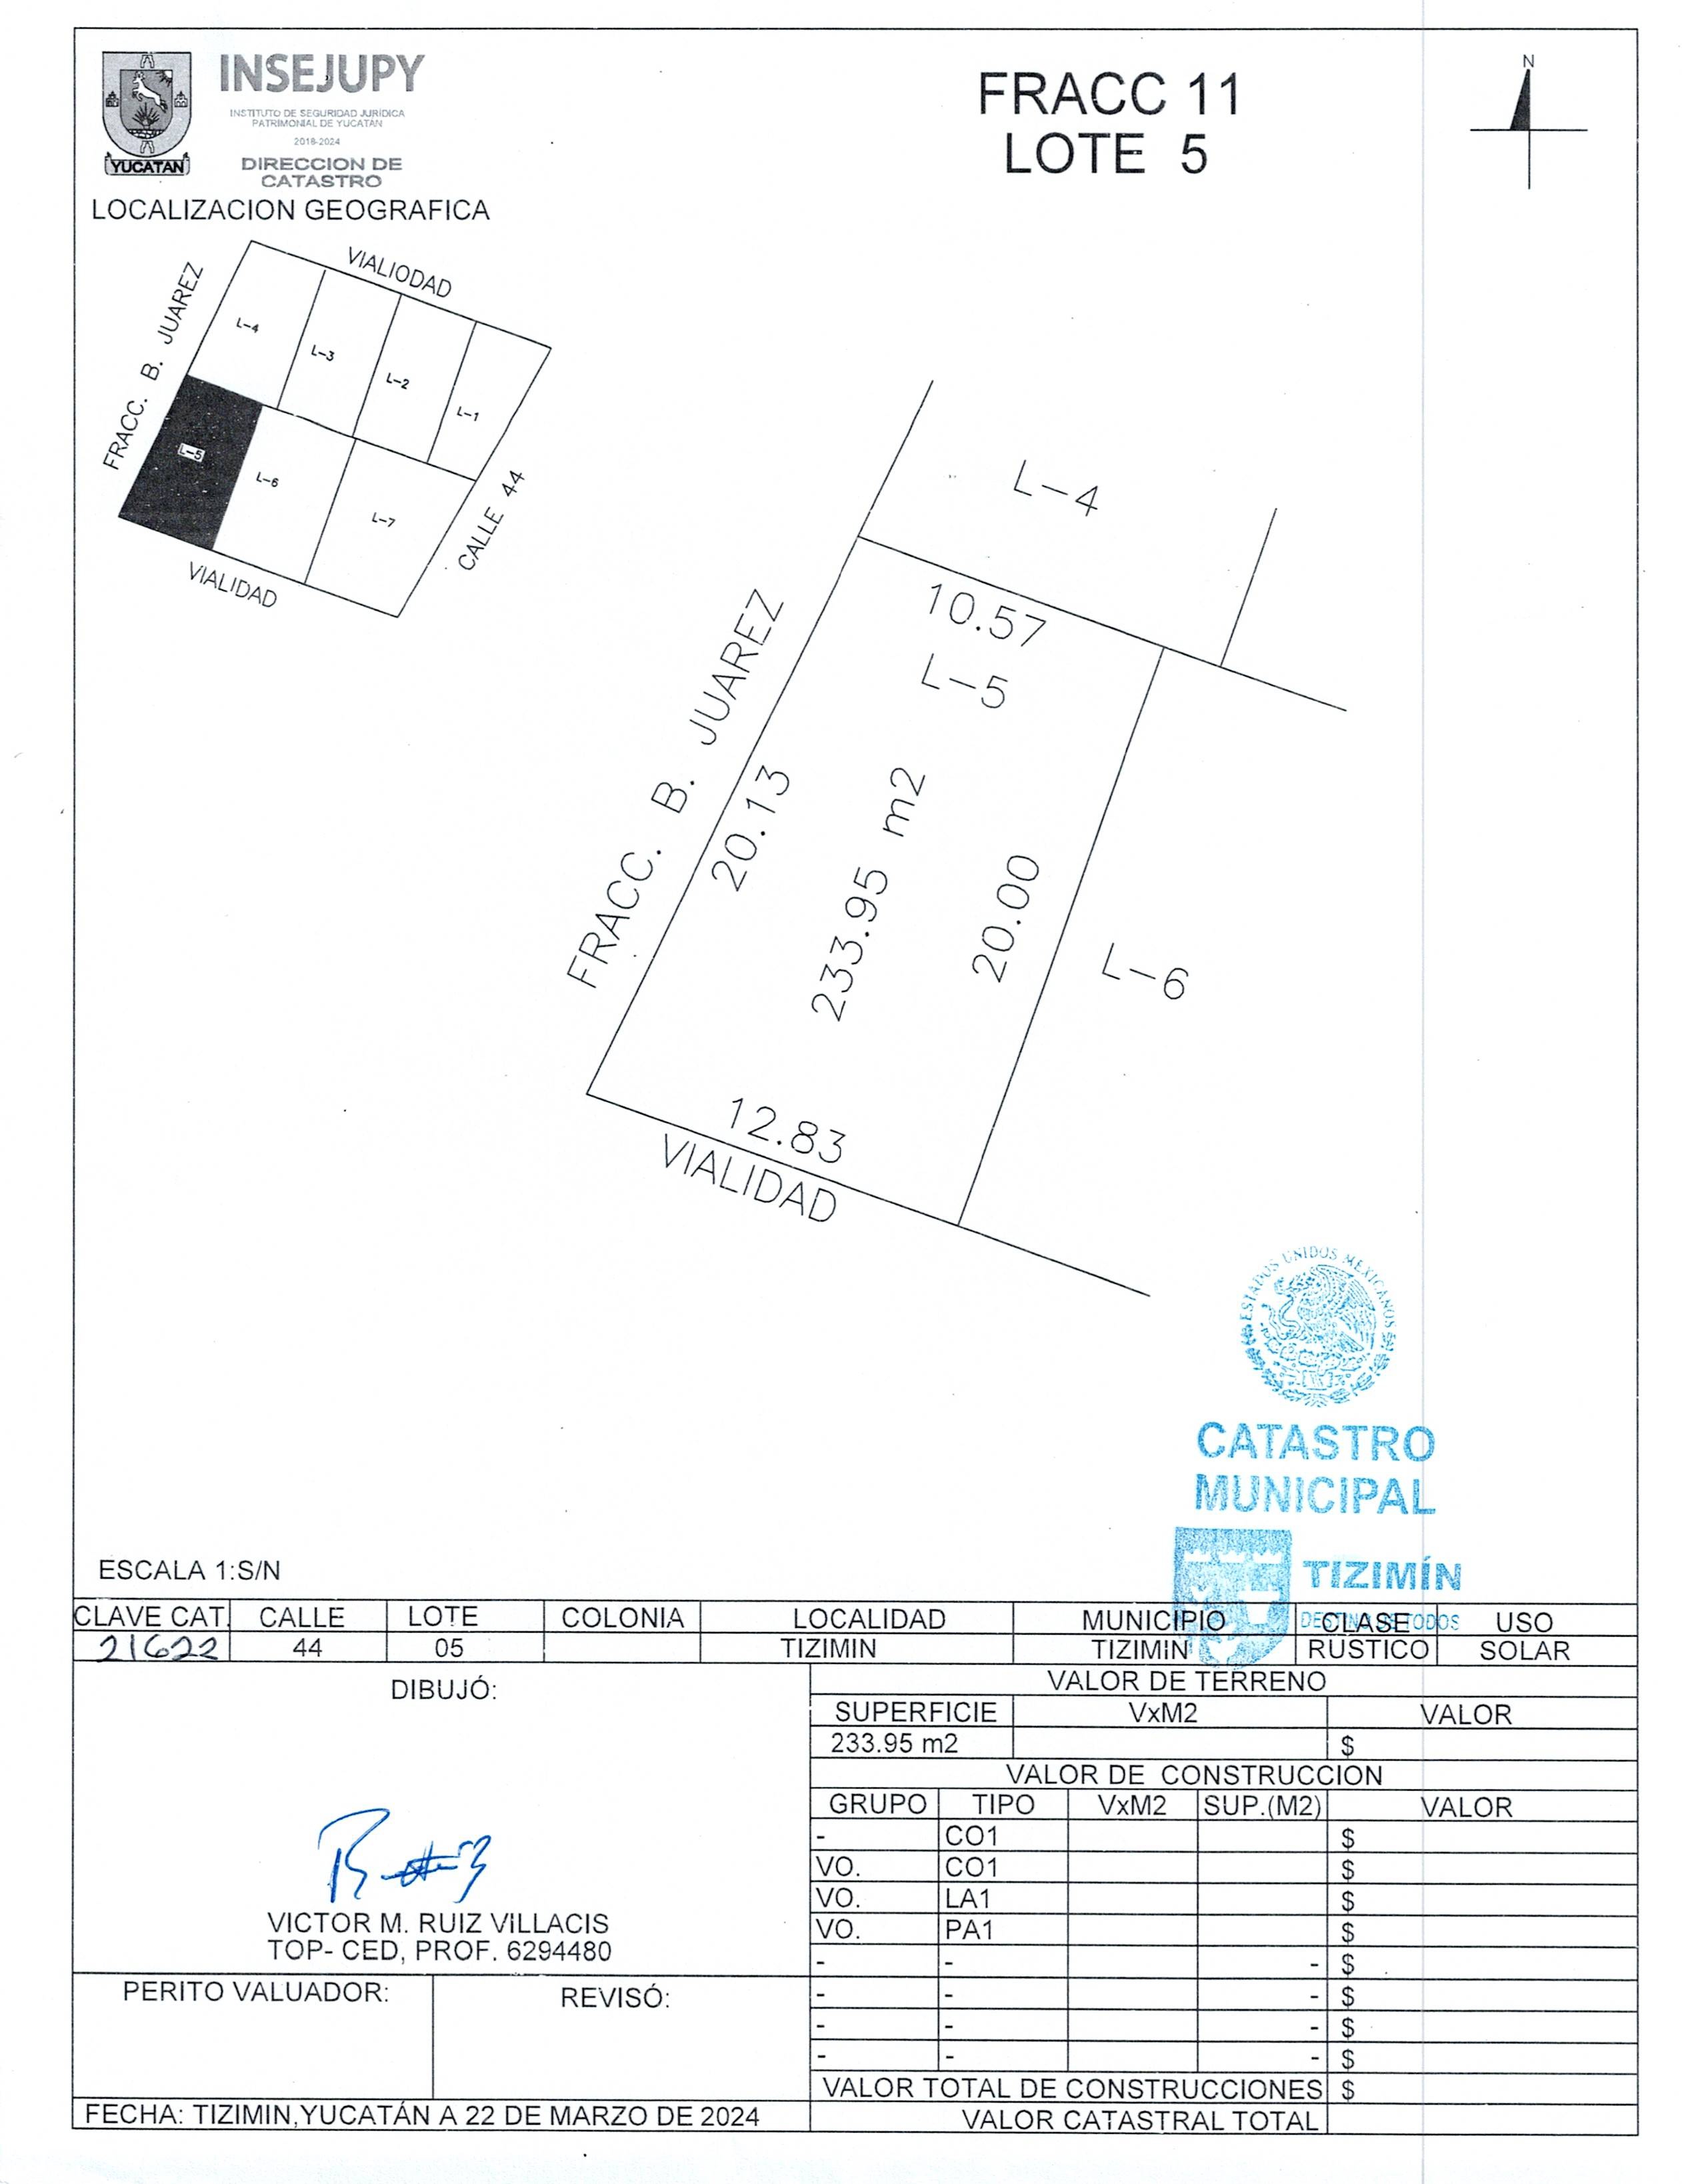 INSEJUPY
INSTITUTO DE SEGURIDAD JURÍDICA
PATRIMONIAL DE YUCATAN
2018-2024
DIRECCION DE
CATASTRO
YUCATAN
FRACC 11
LOTE 5
N
LOCALIZACION GEOGRAFICA
VIALIODAD
FRACC. B. JUAREZ
L-4
L-3
L-2
L-1
L-5
L-6
L-7
CALLE 44
VIALIDAD
L-4
10.57
L-5
FRACC. B. JUAREZ
20.13
233.95 m2
20.00
L-6
12.83
VIALIDAD
ESTADOS UNIDOS MEXICANOS
CATASTRO
MUNICIPAL
TIZIMÍN
ESCALA 1:S/N
CLAVE CAT. CALLE LOTE COLONIA LOCALIDAD MUNICIPIO CLASE USO
21622 44 05 TIZIMIN TIZIMIN RUSTICO SOLAR
DIBUJÓ:
VICTOR M. RUIZ VILLACIS
TOP- CED, PROF. 6294480
PERITO VALUADOR: REVISÓ:
FECHA: TIZIMIN,YUCATÁN A 22 DE MARZO DE 2024
VALOR DE TERRENO
SUPERFICIE VxM2 VALOR
233.95 m2 $
VALOR DE CONSTRUCCION
GRUPO TIPO VxM2 SUP.(M2) VALOR
- CO1 $
VO. CO1 $
VO. LA1 $
VO. PA1 $
- - - $
- - - $
- - - $
- - - $
VALOR TOTAL DE CONSTRUCCIONES $
VALOR CATASTRAL TOTAL